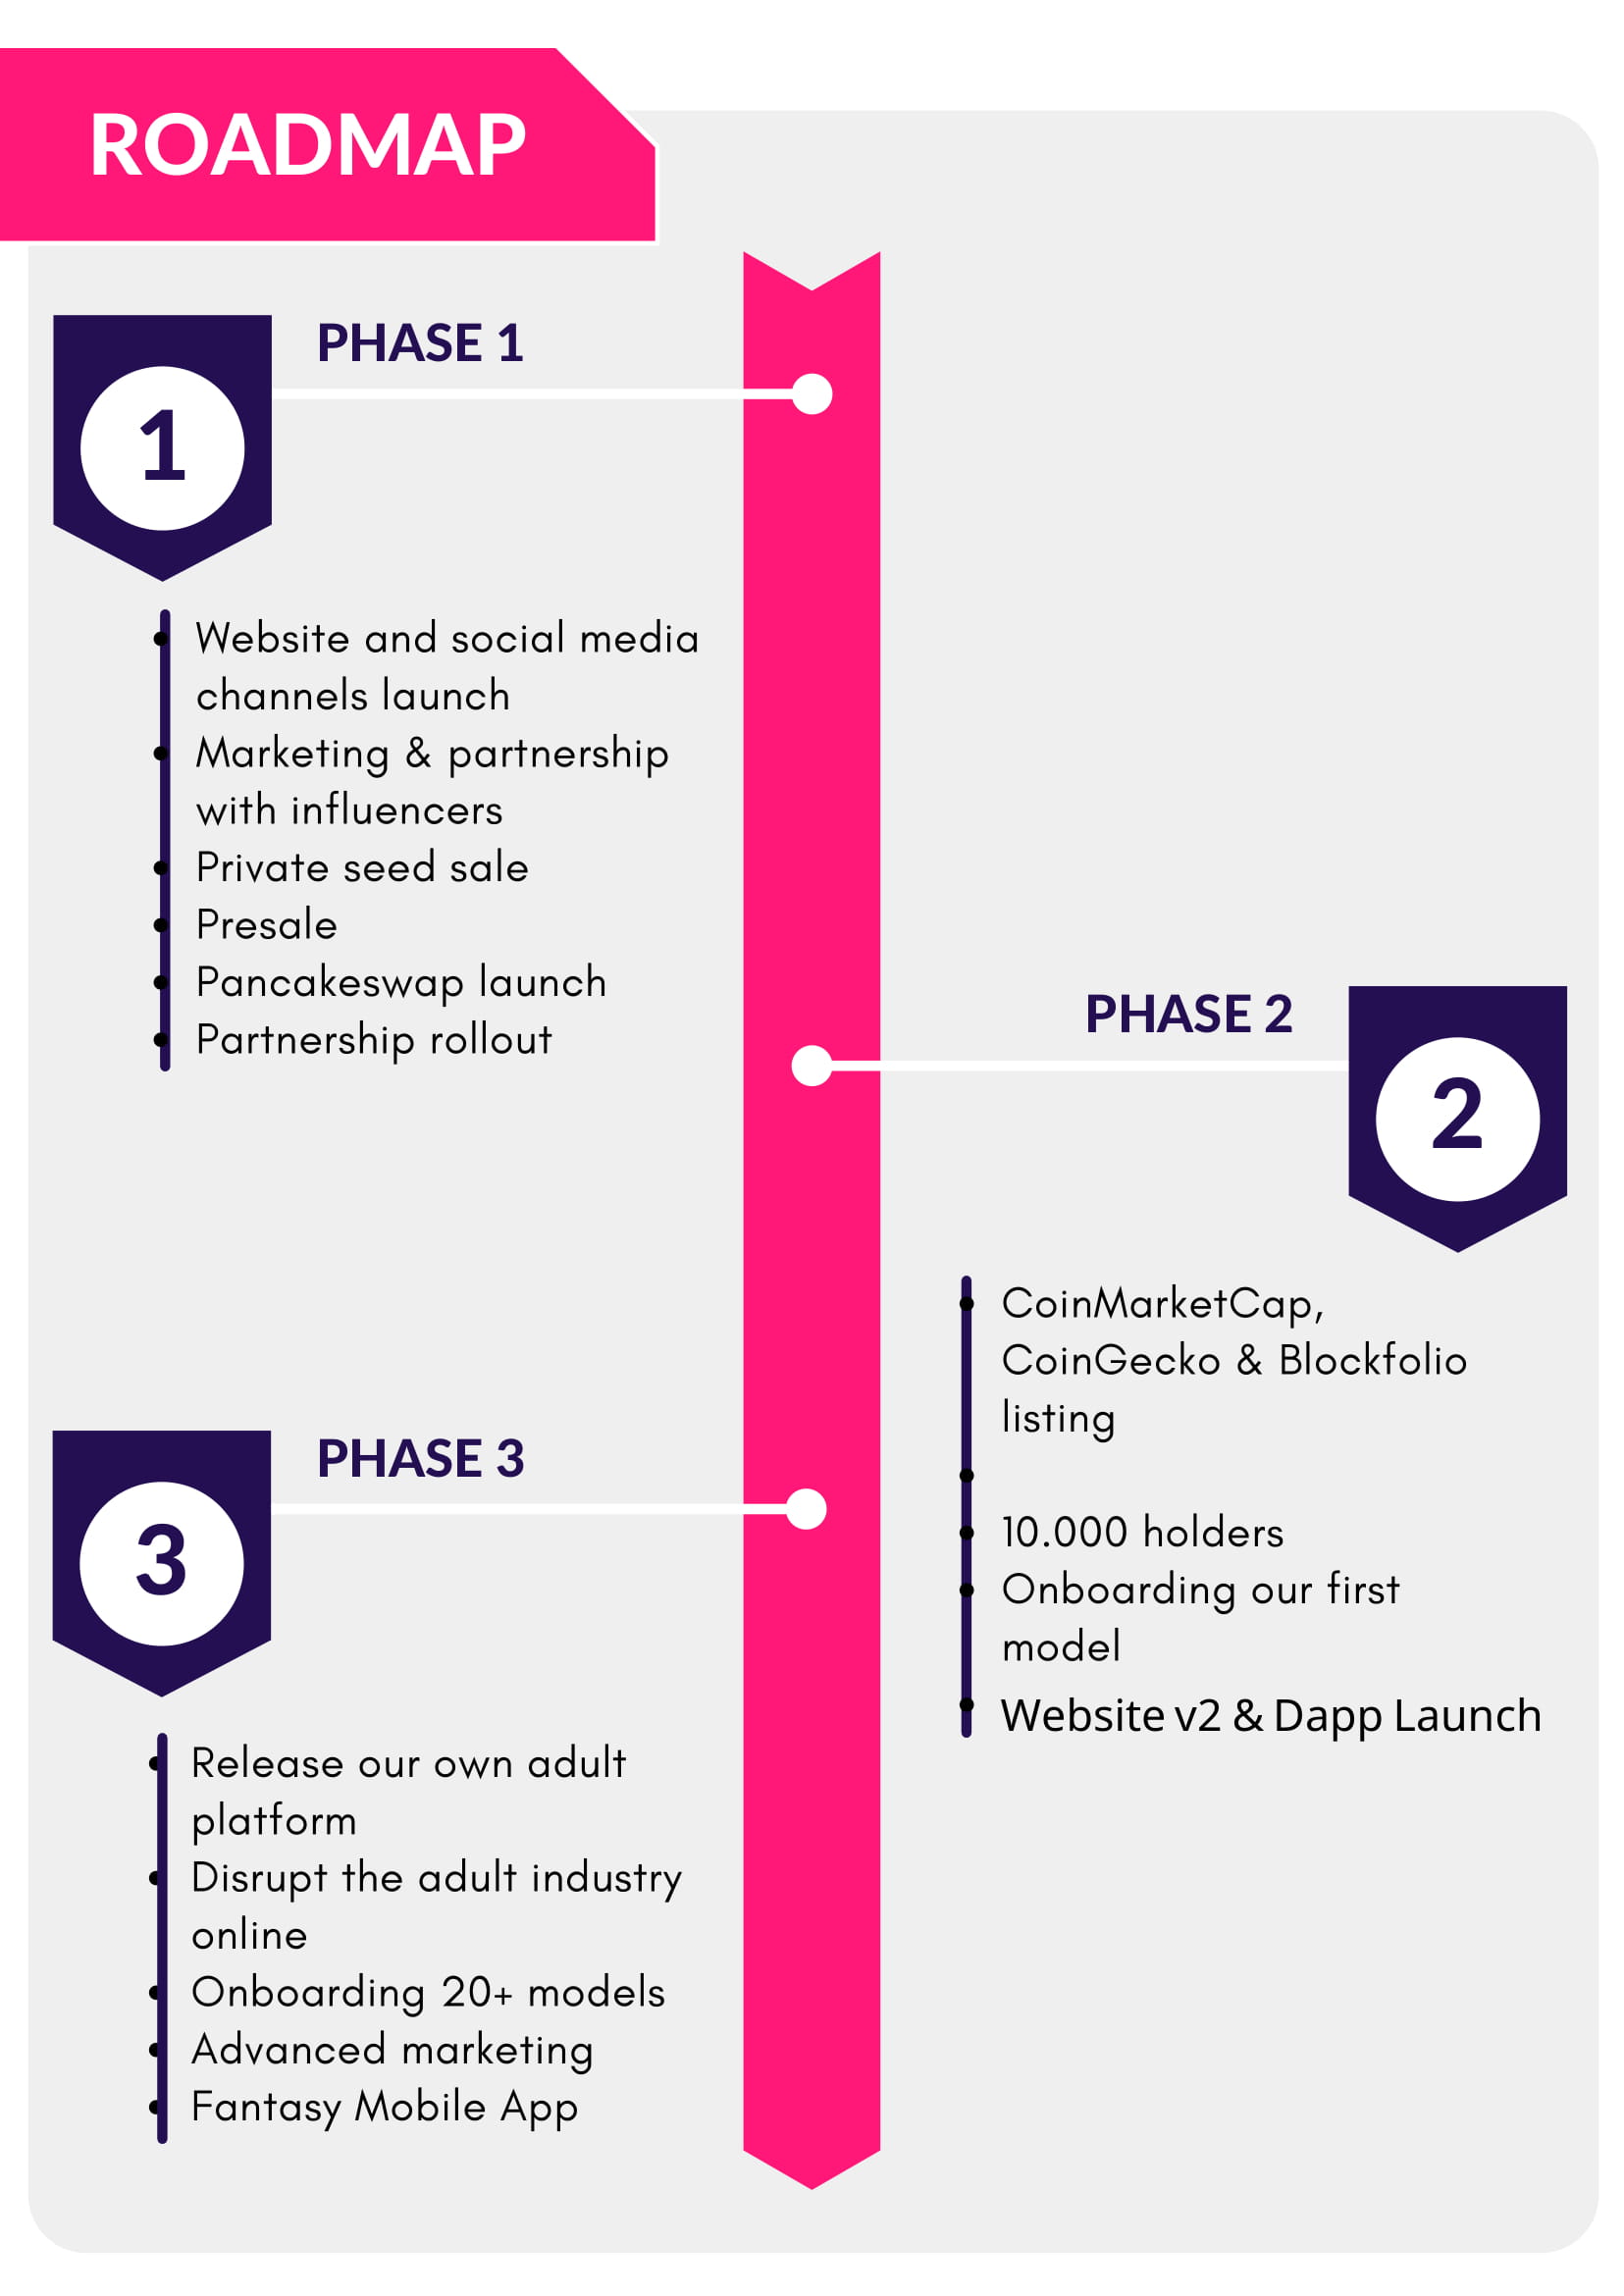 ROADMAP
PHASE 1
1
• Website and social media
channels launch
• Marketing & partnership
with influencers
• Private seed sale
• Presale
• Pancakeswap launch
• Partnership rollout
PHASE 2
2
• CoinMarketCap,
CoinGecko & Blockfolio
listing
•
• 10.000 holders
• Onboarding our first
model
• Website v2 & Dapp Launch
PHASE 3
3
• Release our own adult
platform
• Disrupt the adult industry
online
• Onboarding 20+ models
• Advanced marketing
• Fantasy Mobile App